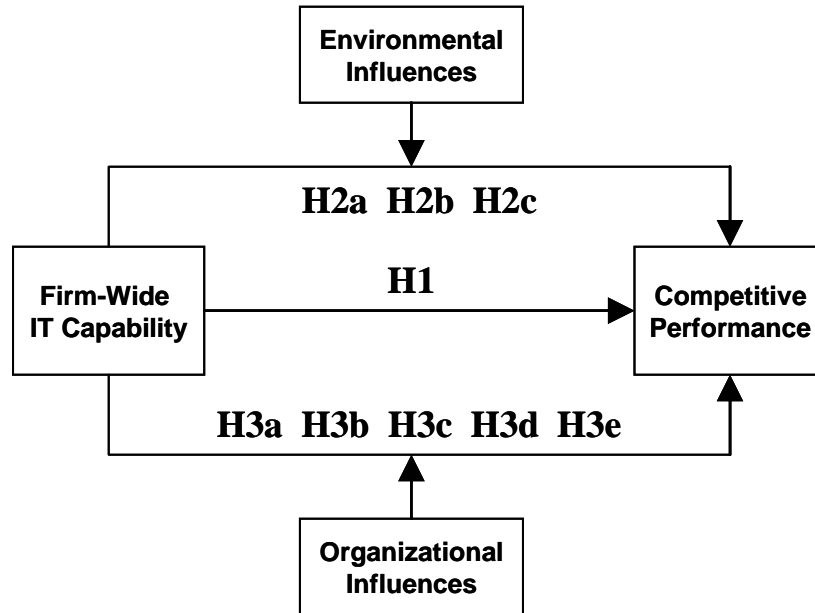 Environmental
Influences
H2a H2b H2c
Firm-Wide
IT Capability
H1
Competitive
Performance
H3a H3b H3c H3d H3e
Organizational
Influences